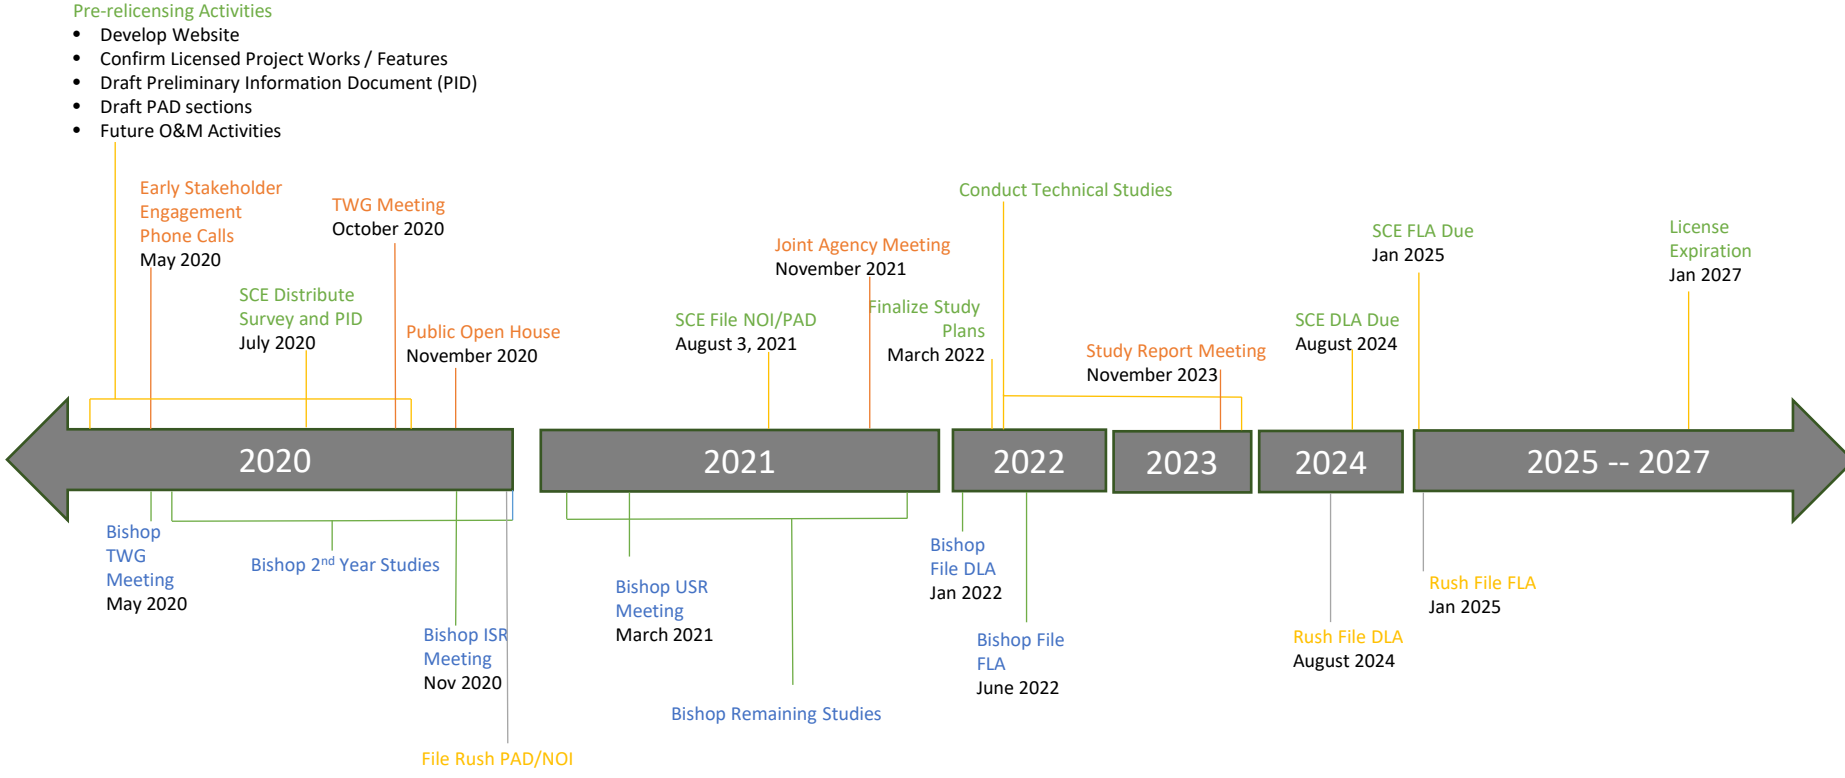 Pre-relicensing Activities
• Develop Website
• Confirm Licensed Project Works / Features
• Draft Preliminary Information Document (PID)
• Draft PAD sections
• Future O&M Activities
Early Stakeholder
Engagement
Phone Calls
May 2020
SCE Distribute
Survey and PID
July 2020
TWG Meeting
October 2020
Public Open House
November 2020
SCE File NOI/PAD
August 3, 2021
Joint Agency Meeting
November 2021
Finalize Study
Plans
March 2022
Conduct Technical Studies
Study Report Meeting
November 2023
SCE DLA Due
August 2024
SCE FLA Due
Jan 2025
License
Expiration
Jan 2027
2020
2021
2022
2023
2024
2025 -- 2027
Bishop
TWG
Meeting
May 2020
Bishop 2nd Year Studies
Bishop ISR
Meeting
Nov 2020
File Rush PAD/NOI
Bishop USR
Meeting
March 2021
Bishop Remaining Studies
Bishop
File DLA
Jan 2022
Bishop File
FLA
June 2022
Rush File DLA
August 2024
Rush File FLA
Jan 2025